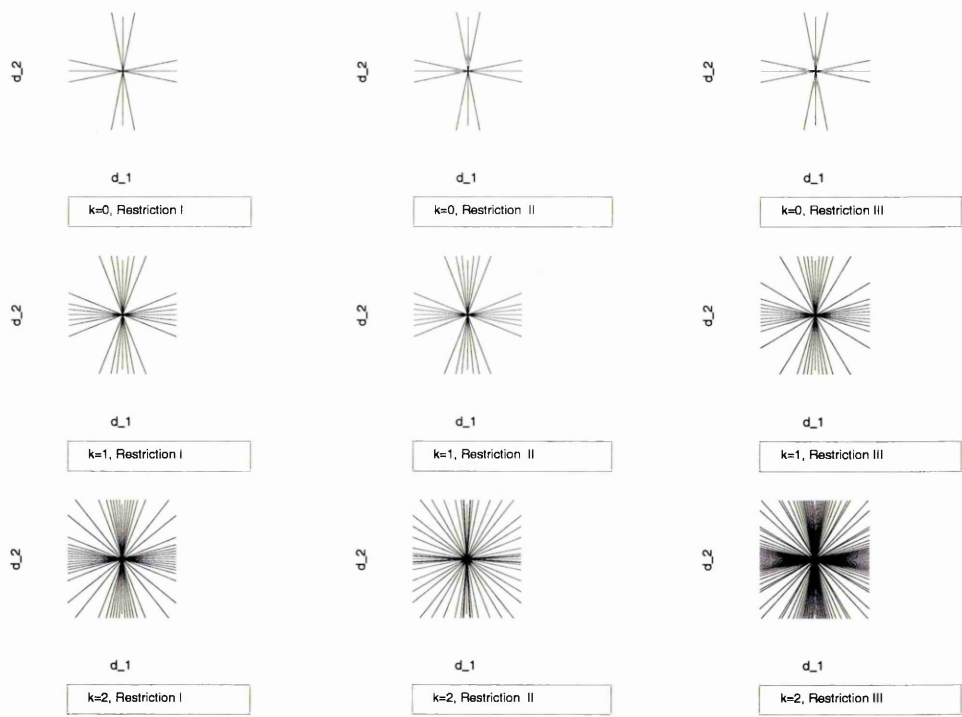 d_2
d_2
d_2
d_1
d_1
d_1
k=0, Restriction I
k=0, Restriction II
k=0, Restriction III
d_2
d_2
d_2
d_1
d_1
d_1
k=1, Restriction I
k=1, Restriction II
k=1, Restriction III
d_2
d_2
d_2
d_1
d_1
d_1
k=2, Restriction I
k=2, Restriction II
k=2, Restriction III